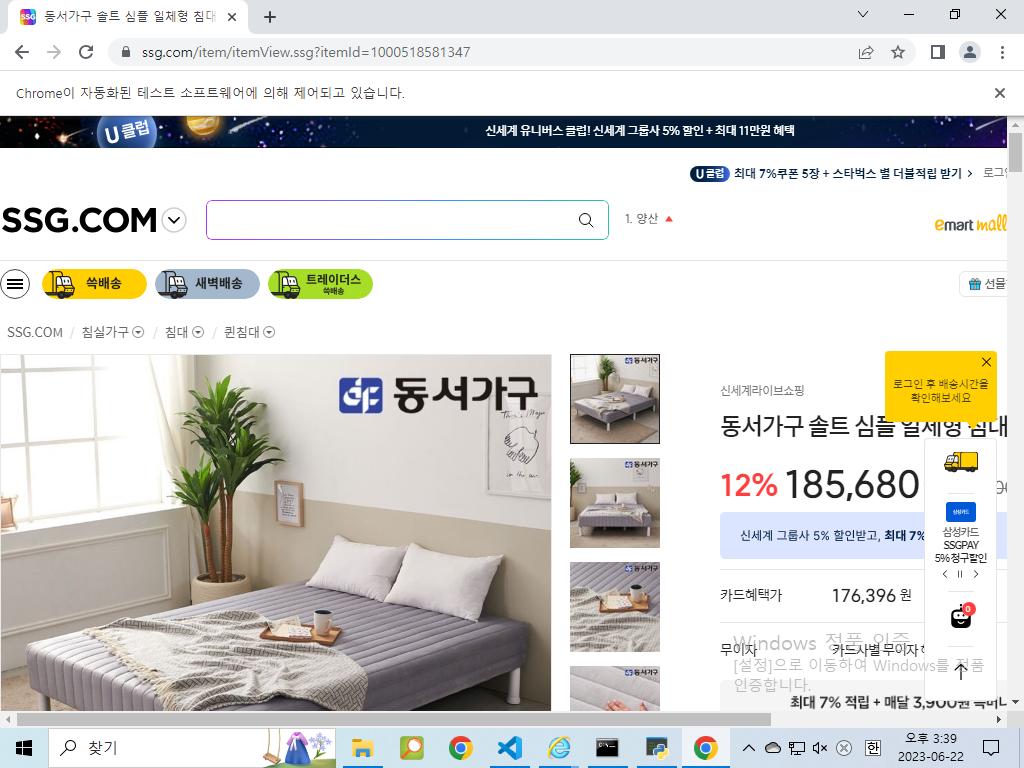 동서가구 솔트 심플 일체형 침대
ssg.com/item/itemView.ssg?itemId=1000518581347
Chrome이 자동화된 테스트 소프트웨어에 의해 제어되고 있습니다.
U 클럽
신세계 유니버스 클럽! 신세계 그룹사 5% 할인 + 최대 11만원 혜택
U 클럽 최대 7%쿠폰 5장 + 스타벅스 별 더블적립 받기 >
SSG.COM
1. 양산
emart mall
쓱배송
새벽배송
트레이더스
쓱배송
선물
SSG.COM / 침실가구 / 침대 / 퀸침대
동서가구
로그인 후 배송시간을
확인해보세요
신세계라이브쇼핑
동서가구 솔트 심플 일체형 침대
12% 185,680
신세계 그룹사 5% 할인받고, 최대 7%
삼성카드
삼성카드
SSGPAY
5% 청구할인
카드혜택가 176,396 원
0
무이자 카드사별 무이자
Windows 정품 인증
[설정]으로 이동하여 Windows를 정품
인증합니다.
최대 7% 적립 + 매달 3,900원
찾기
오후 3:39
한
2023-06-22